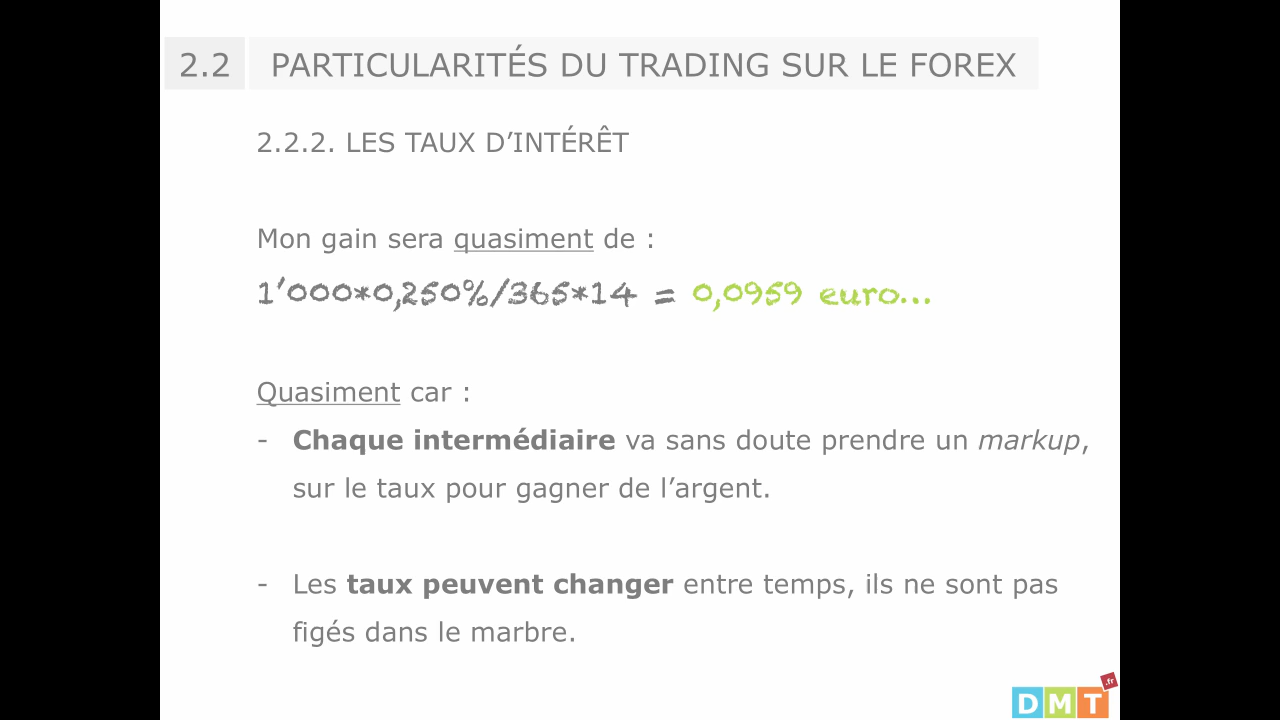 2.2 PARTICULARITÉS DU TRADING SUR LE FOREX
2.2.2. LES TAUX D’INTÉRÊT
Mon gain sera quasiment de :
1’000*0,250%/365*14 = 0,0959 euro...
Quasiment car :
- Chaque intermédiaire va sans doute prendre un markup,
sur le taux pour gagner de l’argent.
- Les taux peuvent changer entre temps, ils ne sont pas
figés dans le marbre.
DMT.fr